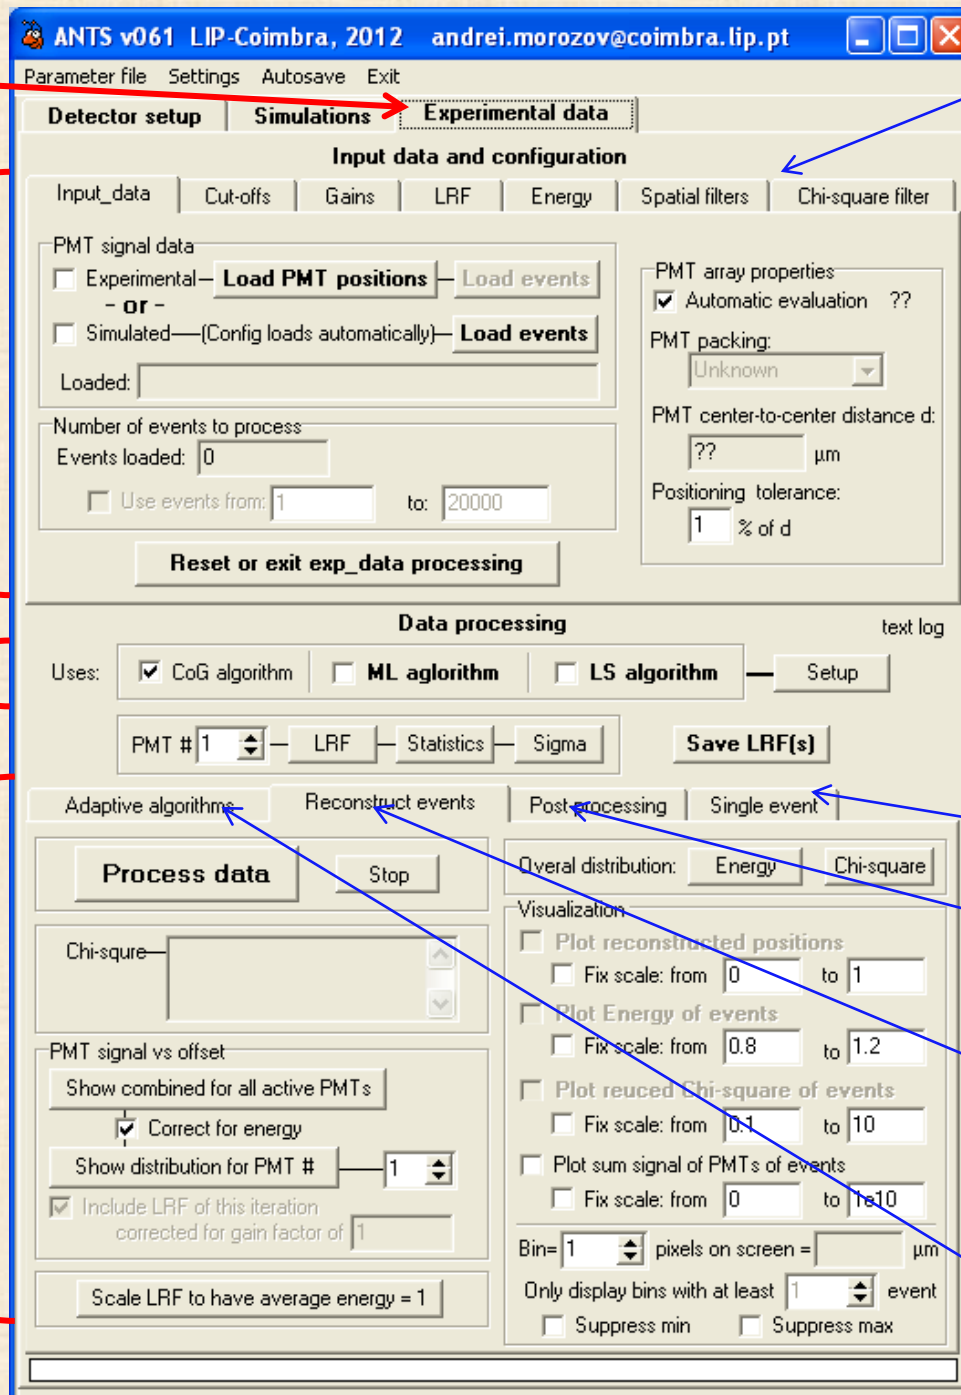 ANTS v061 LIP-Coimbra, 2012 andrei.morozov@coimbra.lip.pt
Parameter file Settings Autosave Exit
Detector setup Simulations Experimental data
Input data and configuration
Input_data Cut-offs Gains LRF Energy Spatial filters Chi-square filter
PMT signal data
Experimental Load PMT positions Load events
- or -
Simulated (Config loads automatically) Load events
Loaded:
Number of events to process
Events loaded: 0
Use events from: 1 to: 20000
Reset or exit exp_data processing
PMT array properties
Automatic evaluation ??
PMT packing:
Unknown
PMT center-to-center distance d:
?? µm
Positioning tolerance:
1 % of d
Data processing text log
Uses: CoG algorithm ML aglorithm LS algorithm Setup
PMT # 1 LRF Statistics Sigma Save LRF(s)
Adaptive algorithms Reconstruct events Post processing Single event
Process data Stop
Chi-squre
PMT signal vs offset
Show combined for all active PMTs
Correct for energy
Show distribution for PMT # 1
Include LRF of this iteration
corrected for gain factor of 1
Scale LRF to have average energy = 1
Overal distribution: Energy Chi-square
Visualization
Plot reconstructed positions
Fix scale: from 0 to 1
Plot Energy of events
Fix scale: from 0.8 to 1.2
Plot reuced Chi-square of events
Fix scale: from 0.1 to 10
Plot sum signal of PMTs of events
Fix scale: from 0 to 1e10
Bin= 1 pixels on screen = µm
Only display bins with at least 1 event
Suppress min Suppress max